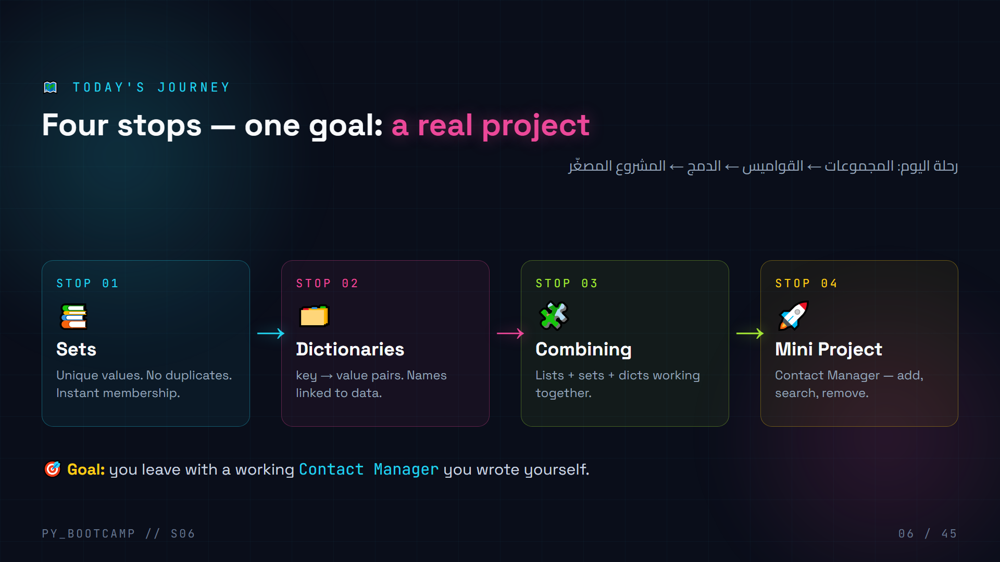 TODAY'S JOURNEY
Four stops — one goal: a real project
رحلة اليوم: المجموعات ← القواميس ← الدمج ← المشروع المصغّر
STOP 01
Sets
Unique values. No duplicates.
Instant membership.
→
STOP 02
Dictionaries
key → value pairs. Names
linked to data.
→
STOP 03
Combining
Lists + sets + dicts working
together.
→
STOP 04
Mini Project
Contact Manager — add,
search, remove.
Goal: you leave with a working Contact Manager you wrote yourself.
PY_BOOTCAMP // S06
06 / 45